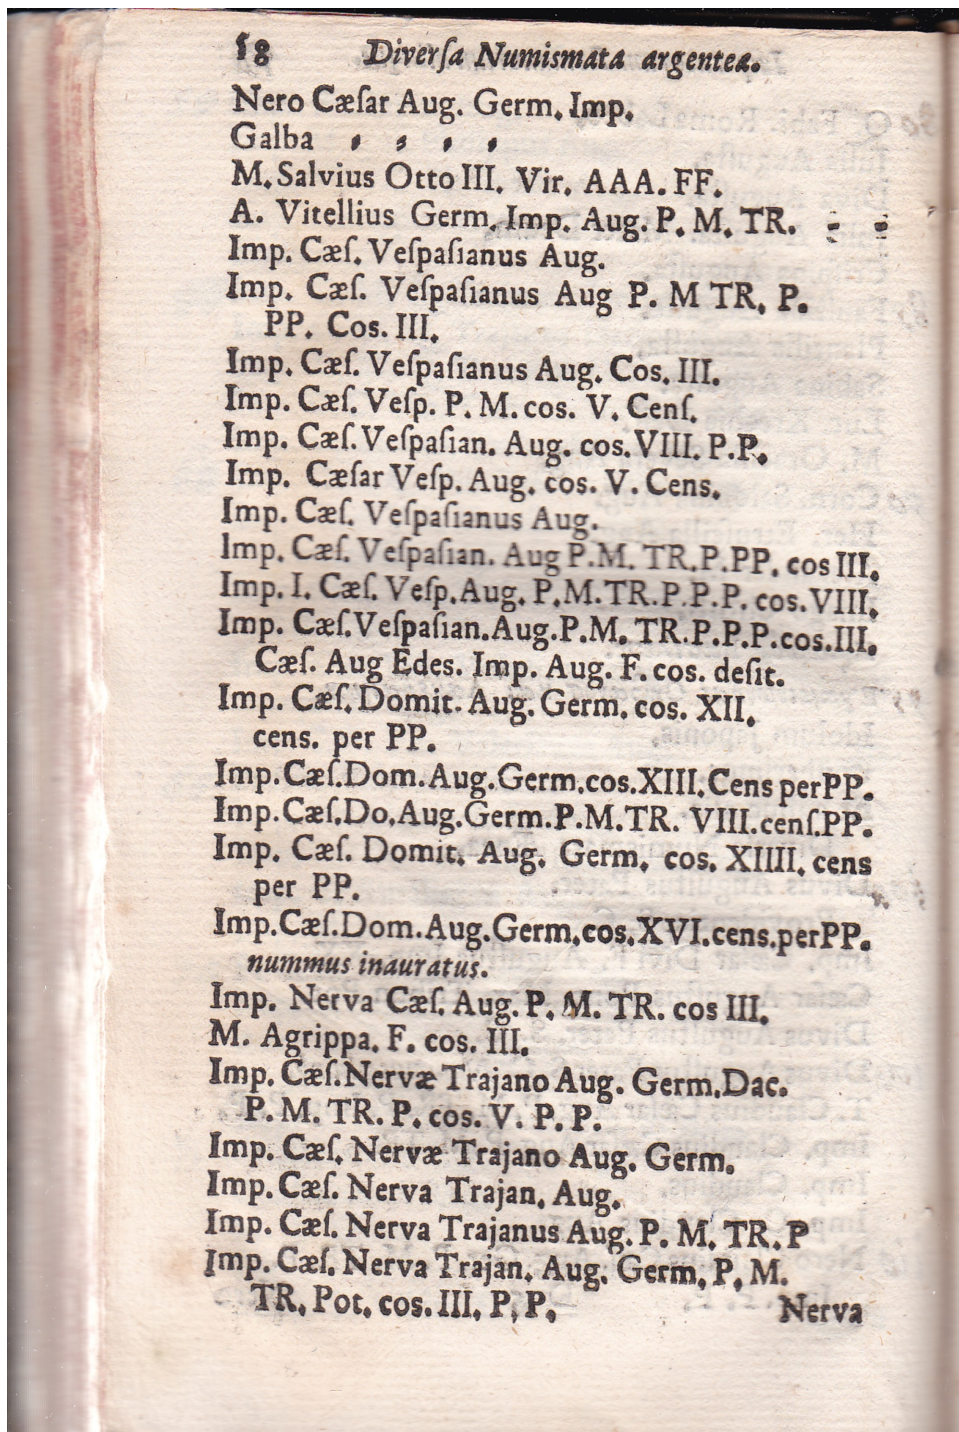 58 Diverſa Numismata argentea.
Nero Cæſar Aug. Germ. Imp.
Galba
M. Salvius Otto III. Vir. AAA. FF.
A. Vitellius Germ. Imp. Aug. P. M. TR.
Imp. Cæſ. Veſpaſianus Aug.
Imp. Cæſ. Veſpaſianus Aug P. M TR. P.
PP. Cos. III.
Imp. Cæſ. Veſpaſianus Aug. Cos. III.
Imp. Cæſ. Veſp. P. M. cos. V. Cenſ.
Imp. Cæſ. Veſpaſian. Aug. cos. VIII. P.P.
Imp. Cæſar Veſp. Aug. cos. V. Cens.
Imp. Cæſ. Veſpaſianus Aug.
Imp. Cæſ. Veſpaſian. Aug P.M. TR.P.PP. cos III.
Imp. I. Cæſ. Veſp. Aug. P.M.TR.P.P.P. cos. VIII.
Imp. Cæſ. Veſpaſian. Aug. P.M. TR.P.P.P. cos. III.
Cæſ. Aug Edes. Imp. Aug. F. cos. deſit.
Imp. Cæſ. Domit. Aug. Germ. cos. XII.
cens. per PP.
Imp. Cæſ. Dom. Aug. Germ. cos. XIII. Cens per PP.
Imp. Cæſ. Do. Aug. Germ. P.M.TR. VIII. cenſ. PP.
Imp. Cæſ. Domit. Aug. Germ. cos. XIIII. cens
per PP.
Imp. Cæſ. Dom. Aug. Germ. cos. XVI. cens. per PP.
nummus inauratus.
Imp. Nerva Cæſ. Aug. P. M. TR. cos III.
M. Agrippa. F. cos. III.
Imp. Cæſ. Nervæ Trajano Aug. Germ. Dac.
P. M. TR. P. cos. V. P. P.
Imp. Cæſ. Nervæ Trajano Aug. Germ.
Imp. Cæſ. Nerva Trajan. Aug.
Imp. Cæſ. Nerva Trajanus Aug. P. M. TR. P
Imp. Cæſ. Nerva Trajan. Aug. Germ. P. M.
TR. Pot. cos. III. P. P.
Nerva